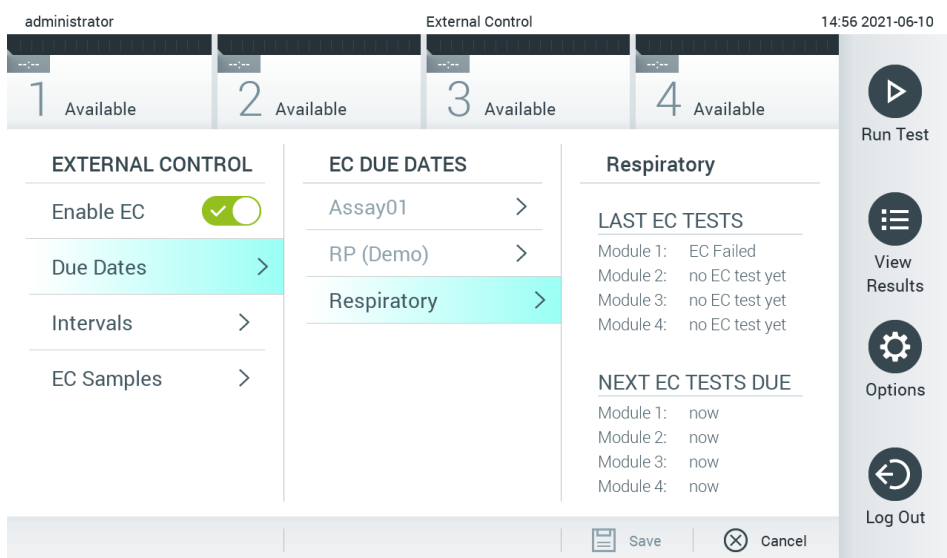 administrator
External Control
14:56 2021-06-10
--:--
1 Available
--:--
2 Available
--:--
3 Available
--:--
4 Available
EXTERNAL CONTROL
Enable EC
Due Dates
Intervals
EC Samples
EC DUE DATES
Assay01
RP (Demo)
Respiratory
Respiratory
LAST EC TESTS
Module 1: EC Failed
Module 2: no EC test yet
Module 3: no EC test yet
Module 4: no EC test yet
NEXT EC TESTS DUE
Module 1: now
Module 2: now
Module 3: now
Module 4: now
Save
Cancel
Run Test
View
Results
Options
Log Out